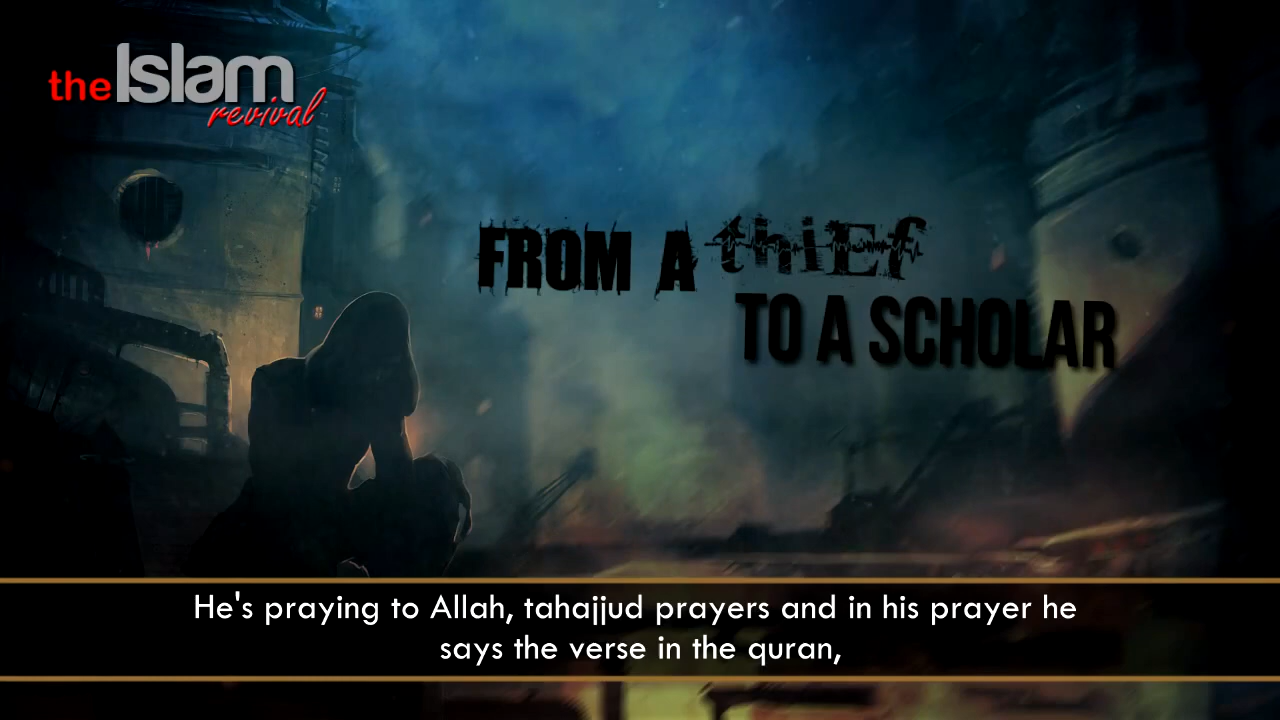 the Islam
revival
FROM A thiEf
TO A SCHOLAR
He's praying to Allah, tahajjud prayers and in his prayer he
says the verse in the quran,